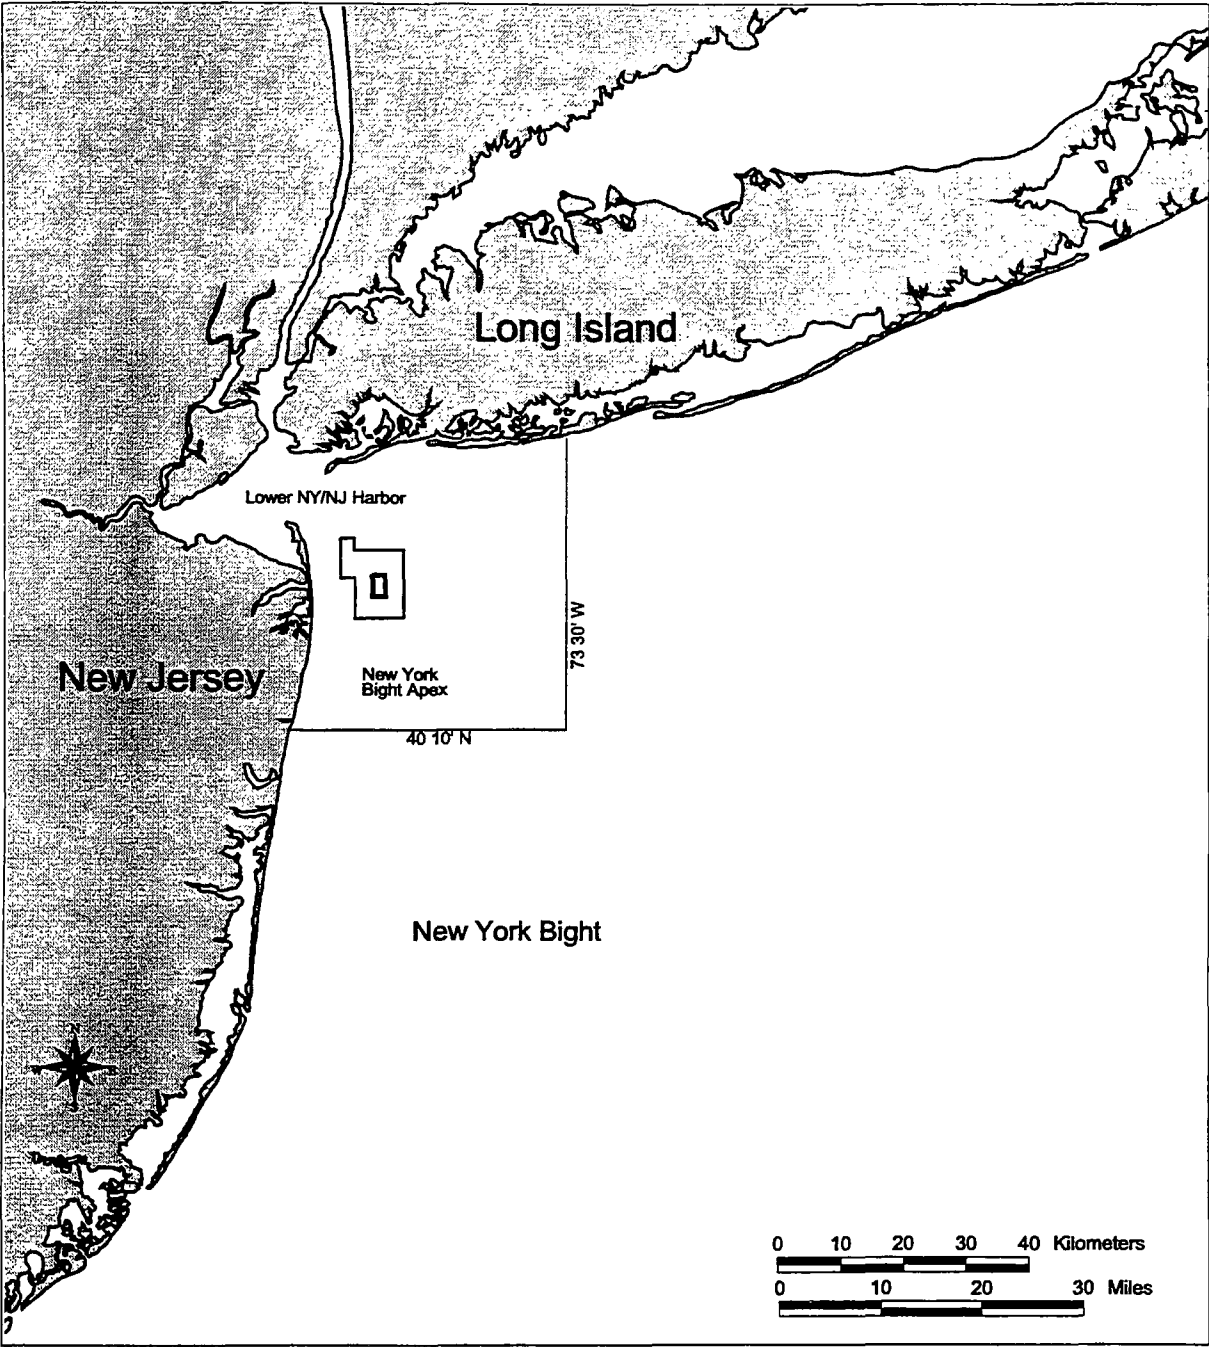 Long Island
Lower NY/NJ Harbor
73 30' W
New Jersey
New York
Bight Apex
40 10' N
New York Bight
N
0 10 20 30 40 Kilometers
0 10 20 30 Miles